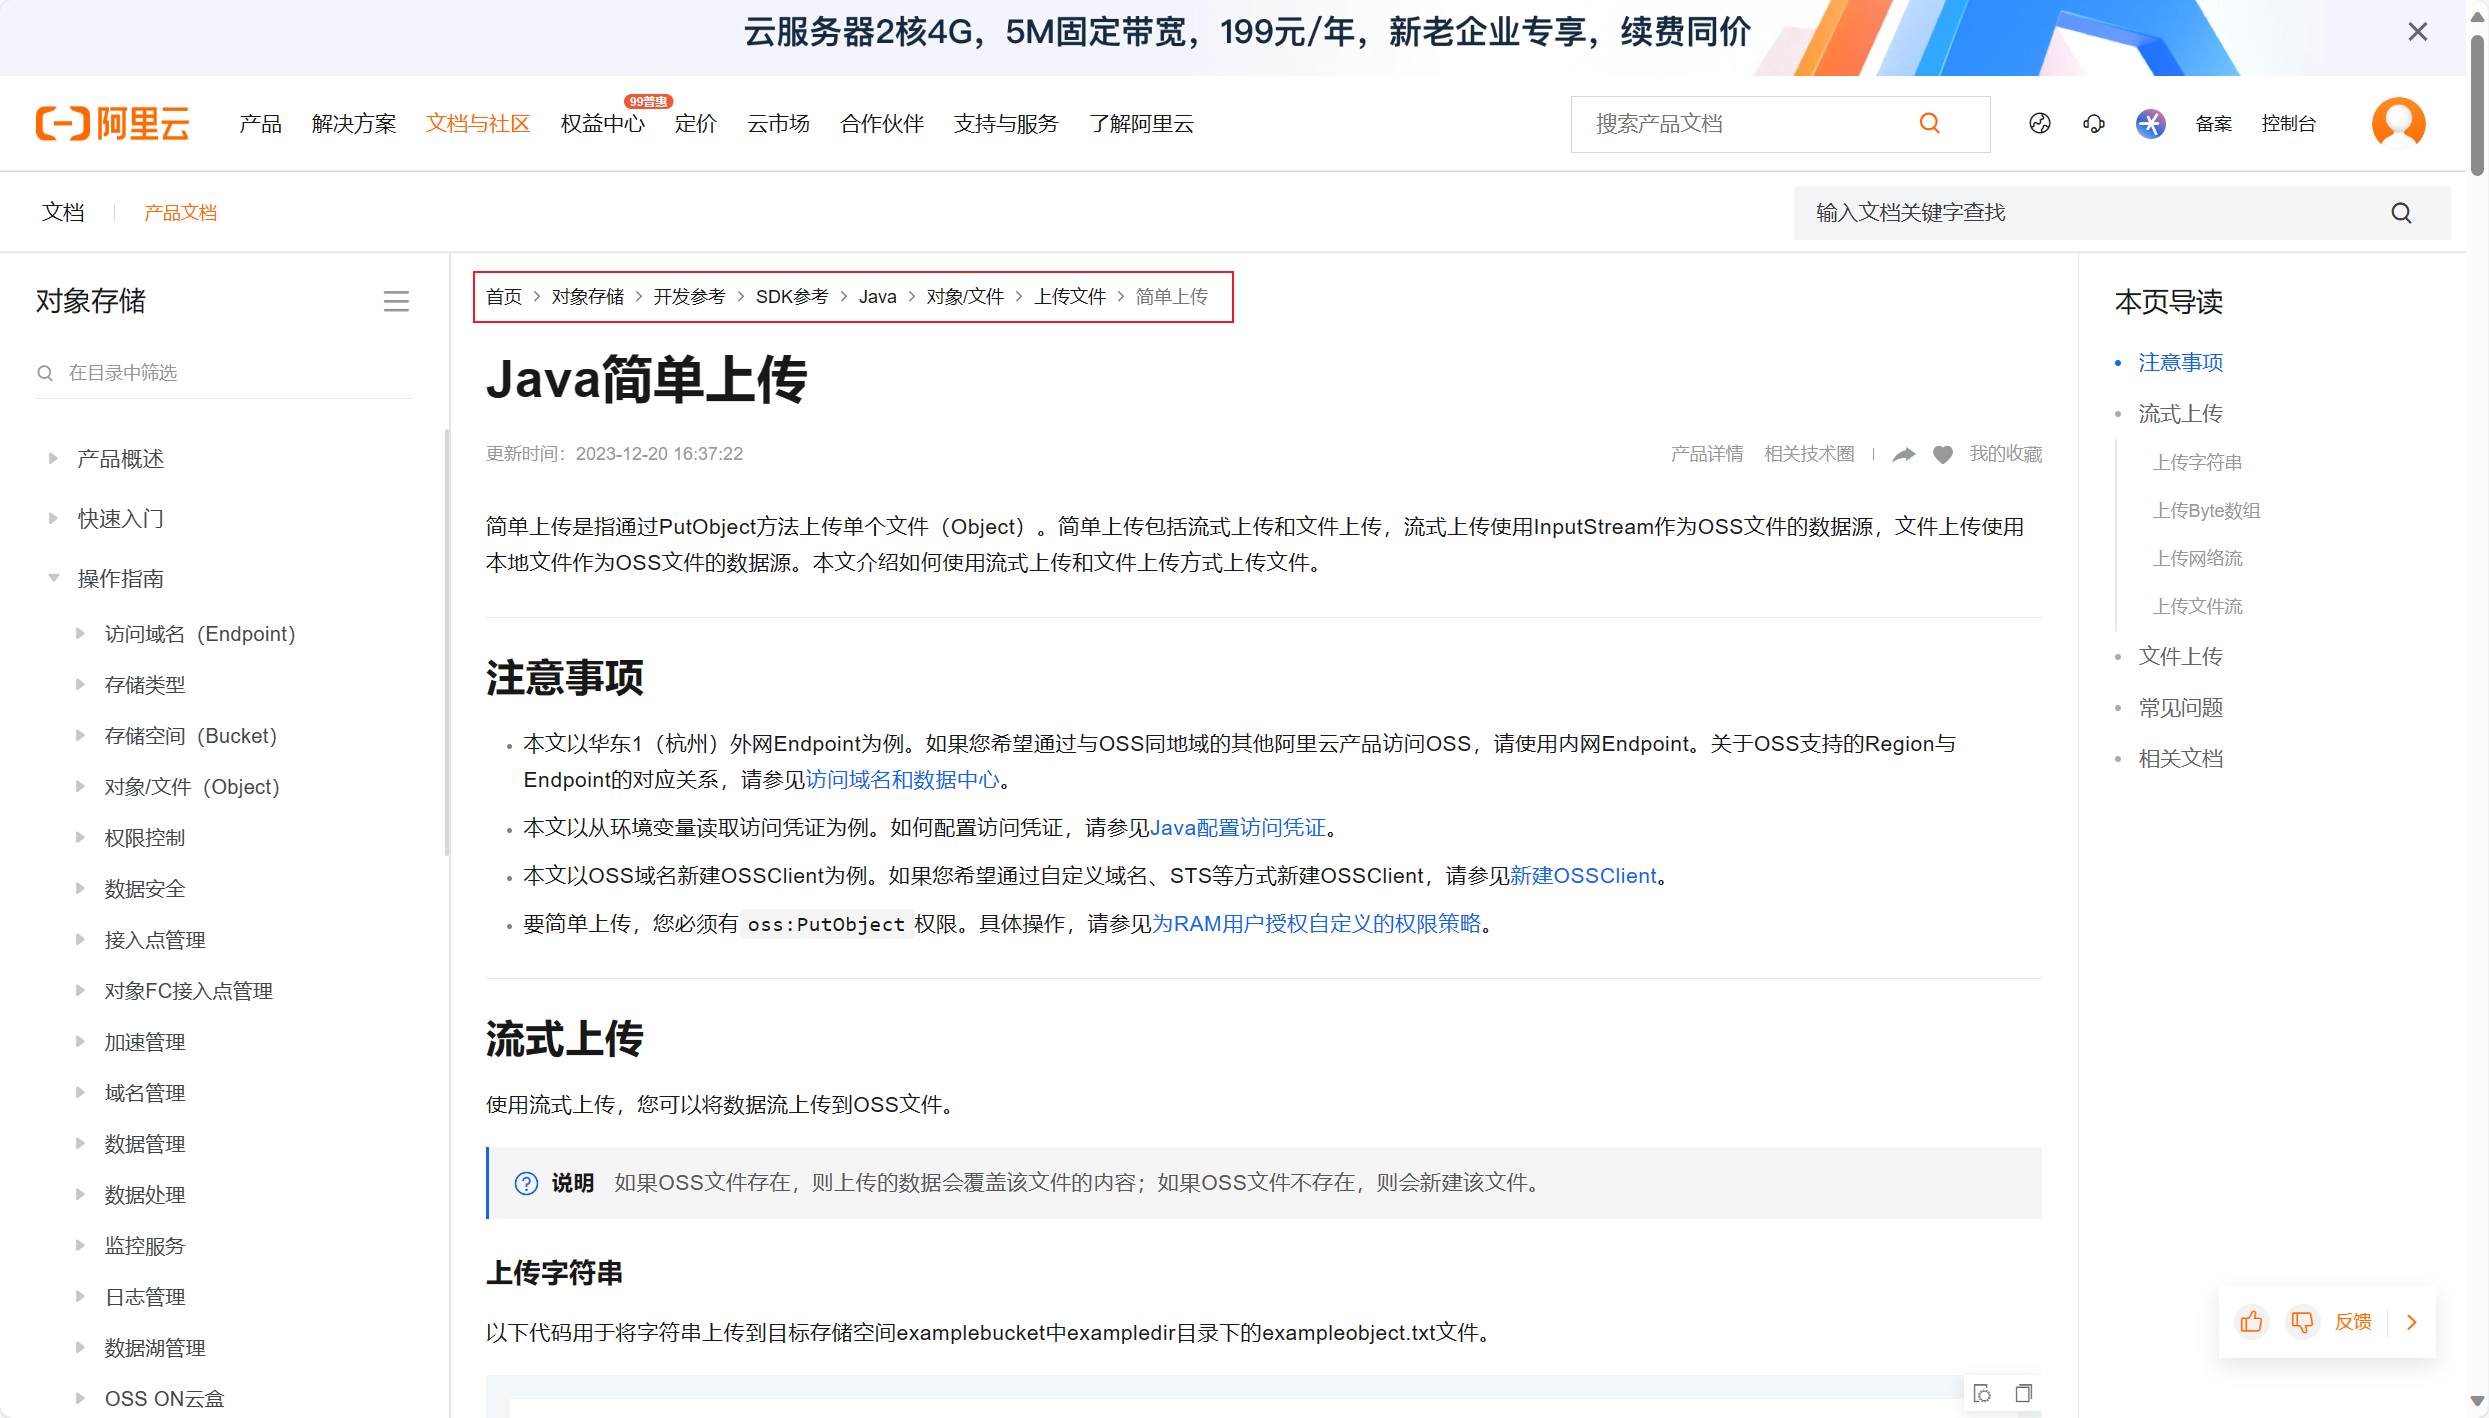 云服务器2核4G，5M固定带宽，199元/年，新老企业专享，续费同价
阿里云
产品
解决方案
文档与社区
权益中心
99普惠
定价
云市场
合作伙伴
支持与服务
了解阿里云
搜索产品文档
备案
控制台
文档
产品文档
输入文档关键字查找
对象存储
在目录中筛选
产品概述
快速入门
操作指南
访问域名（Endpoint）
存储类型
存储空间（Bucket）
对象/文件（Object）
权限控制
数据安全
接入点管理
对象FC接入点管理
加速管理
域名管理
数据管理
数据处理
监控服务
日志管理
数据湖管理
OSS ON云盒
首页 > 对象存储 > 开发参考 > SDK参考 > Java > 对象/文件 > 上传文件 > 简单上传
Java简单上传
更新时间：2023-12-20 16:37:22
产品详情
相关技术圈
我的收藏
简单上传是指通过PutObject方法上传单个文件（Object）。简单上传包括流式上传和文件上传，流式上传使用InputStream作为OSS文件的数据源，文件上传使用
本地文件作为OSS文件的数据源。本文介绍如何使用流式上传和文件上传方式上传文件。
注意事项
本文以华东1（杭州）外网Endpoint为例。如果您希望通过与OSS同地域的其他阿里云产品访问OSS，请使用内网Endpoint。关于OSS支持的Region与
Endpoint的对应关系，请参见访问域名和数据中心。
本文以从环境变量读取访问凭证为例。如何配置访问凭证，请参见Java配置访问凭证。
本文以OSS域名新建OSSClient为例。如果您希望通过自定义域名、STS等方式新建OSSClient，请参见新建OSSClient。
要简单上传，您必须有oss:PutObject权限。具体操作，请参见为RAM用户授权自定义的权限策略。
流式上传
使用流式上传，您可以将数据流上传到OSS文件。
说明 如果OSS文件存在，则上传的数据会覆盖该文件的内容；如果OSS文件不存在，则会新建该文件。
上传字符串
以下代码用于将字符串上传到目标存储空间examplebucket中exampledir目录下的exampleobject.txt文件。
本页导读
注意事项
流式上传
上传字符串
上传Byte数组
上传网络流
上传文件流
文件上传
常见问题
相关文档
反馈